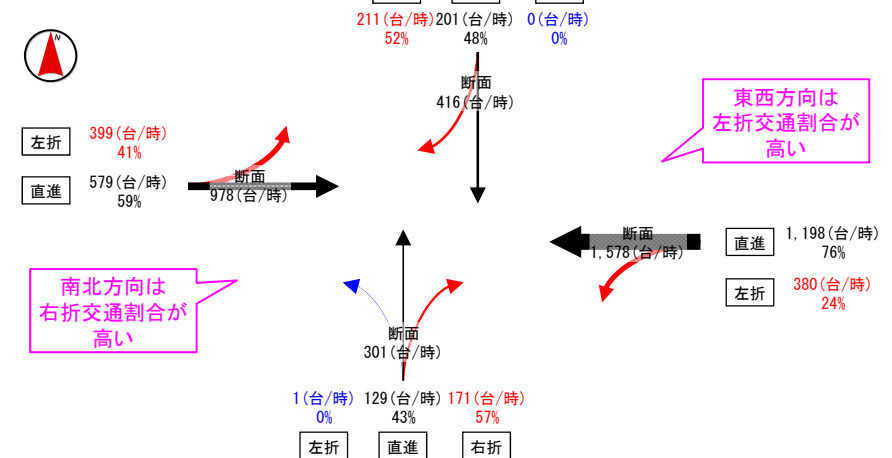 211(台/時) 201(台/時) 0(台/時)
52% 48% 0%
N
断面
416(台/時)
東西方向は
左折交通割合が
高い
左折 399(台/時)
41%
直進 579(台/時)
59%
断面
978(台/時)
断面
1,578(台/時)
直進 1,198(台/時)
76%
左折 380(台/時)
24%
南北方向は
右折交通割合が
高い
断面
301(台/時)
1(台/時) 129(台/時) 171(台/時)
0% 43% 57%
左折 直進 右折